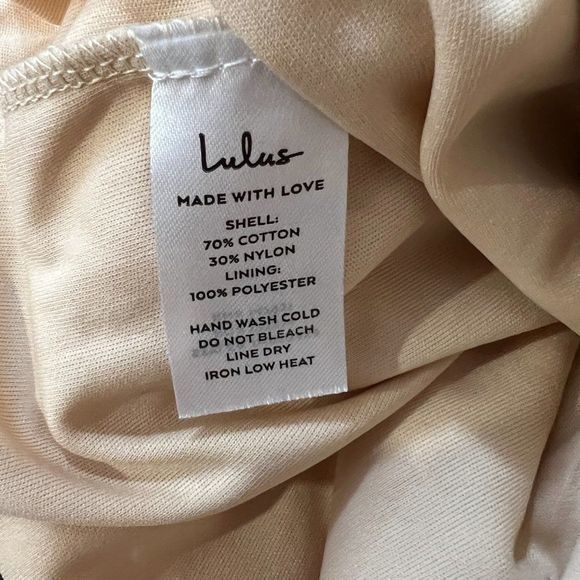 Lulus
MADE WITH LOVE
SHELL:
70% COTTON
30% NYLON
LINING:
100% POLYESTER
HAND WASH COLD
DO NOT BLEACH
LINE DRY
IRON LOW HEAT